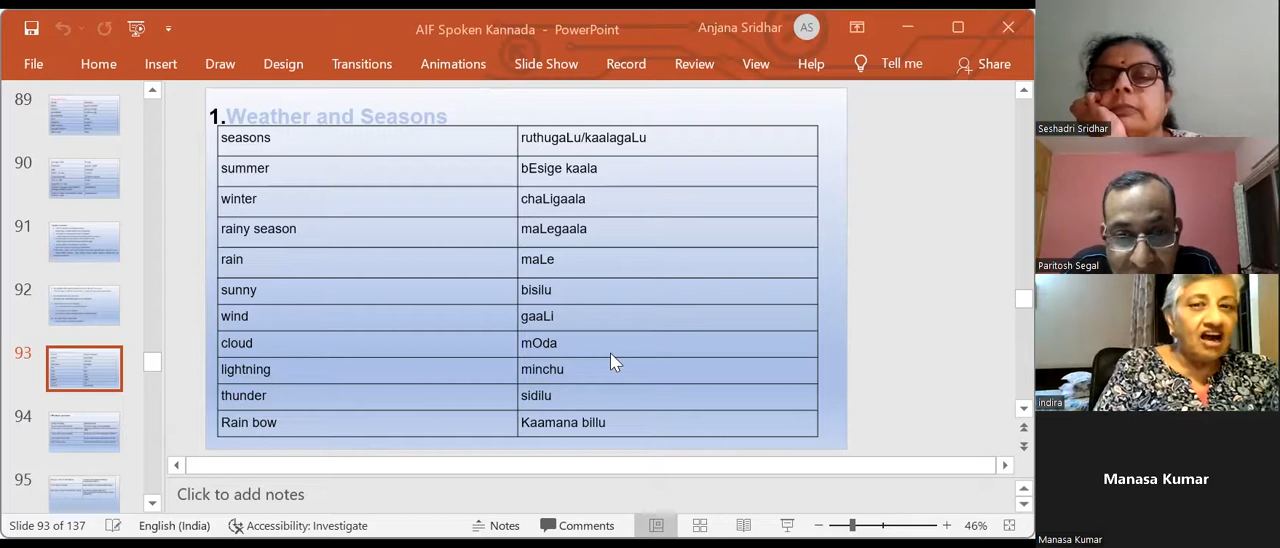 AIF Spoken Kannada - PowerPoint
Anjana Sridhar
AS
File Home Insert Draw Design Transitions Animations Slide Show Record Review View Help Tell me Share
89
90
91
92
93
94
95
1.Weather and Seasons
seasons ruthugaLu/kaalagaLu
summer bEsige kaala
winter chaLigaala
rainy season maLegaala
rain maLe
sunny bisilu
wind gaaLi
cloud mOda
lightning minchu
thunder sidilu
Rain bow Kaamana billu
Click to add notes
Slide 93 of 137 English (India) Accessibility: Investigate Notes Comments 46%
Seshadri Sridhar
Paritosh Segal
indira
Manasa Kumar
Manasa Kumar